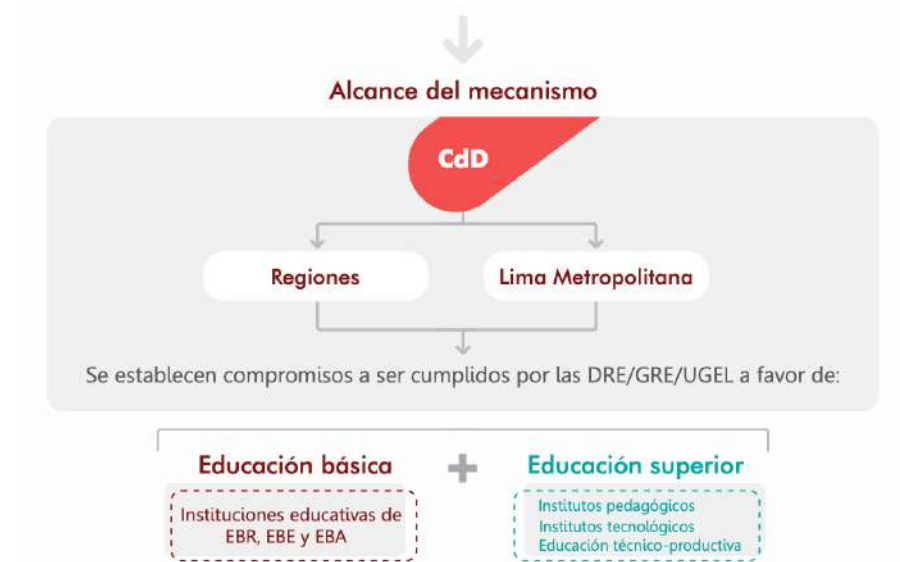 Alcance del mecanismo
CdD
Regiones
Lima Metropolitana
Se establecen compromisos a ser cumplidos por las DRE/GRE/UGEL a favor de:
Educación básica
+
Educación superior
Instituciones educativas de
EBR, EBE y EBA
Institutos pedagógicos
Institutos tecnológicos
Educación técnico-productiva